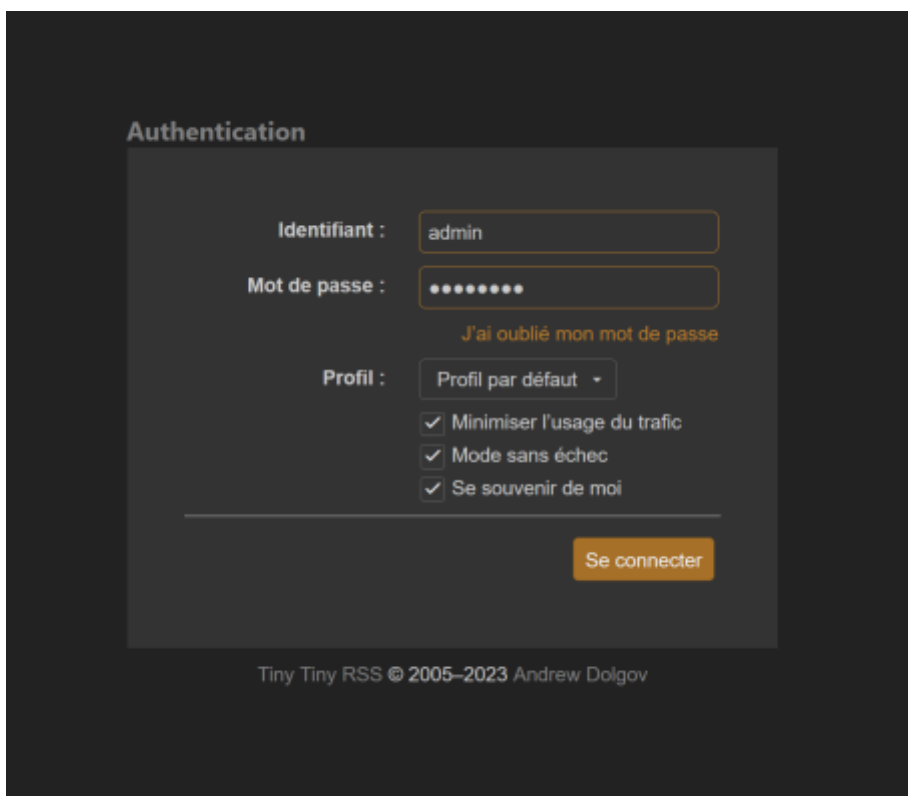 Authentication
Identifiant : admin
Mot de passe : ••••••••
J'ai oublié mon mot de passe
Profil : Profil par défaut
Minimiser l'usage du trafic
Mode sans échec
Se souvenir de moi
Se connecter
Tiny Tiny RSS © 2005–2023 Andrew Dolgov